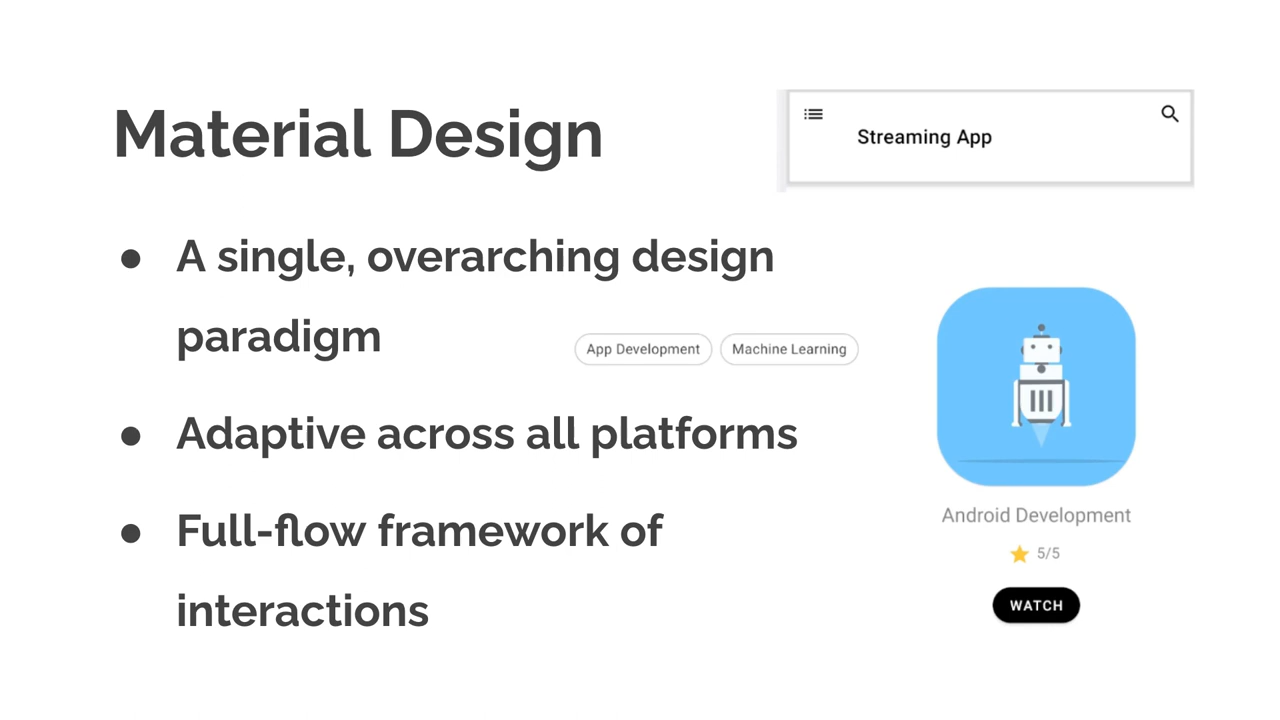 Material Design
Streaming App
● A single, overarching design
paradigm
App Development
Machine Learning
● Adaptive across all platforms
● Full-flow framework of
interactions
Android Development
5/5
WATCH